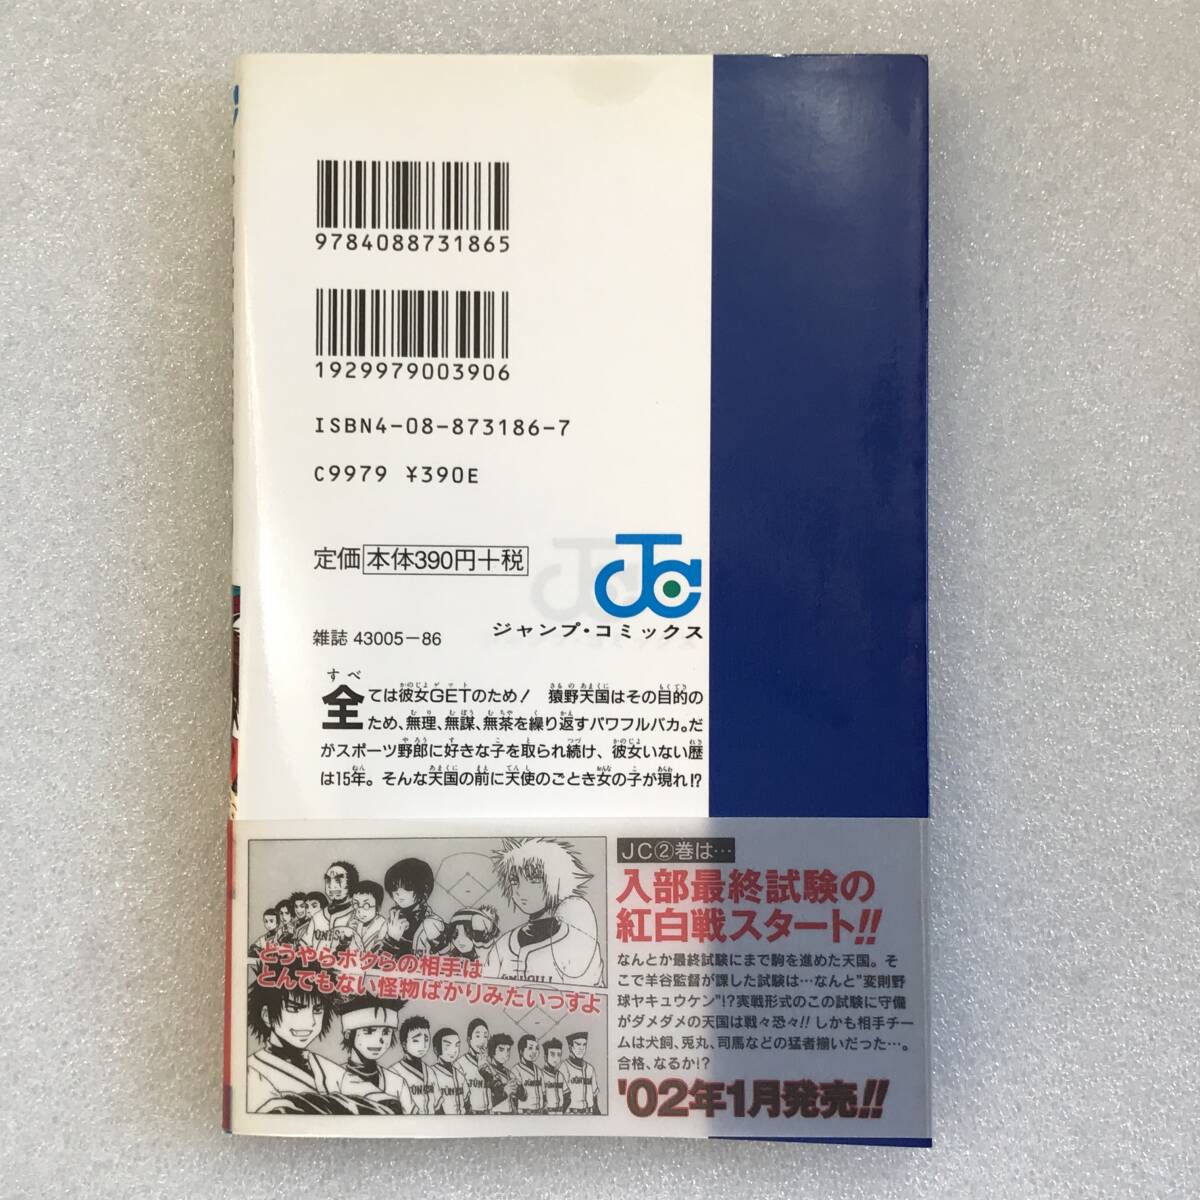 9784088731865
1929979003906
ISBN4-08-873186-7
C9979 ¥390E
定価 本体390円+税
ジャンプ・コミックス
雑誌 43005-86
全ては彼女GETのため! 猿野天国はその目的の
ため、無理、無謀、無茶を繰り返すパワフルバカ。だ
がスポーツ野郎に好きな子を取られ続け、彼女いない歴
は15年。そんな天国の前に天使のごとき女の子が現れ!?
JC②巻は…
入部最終試験の
紅白戦スタート!!
なんとか最終試験にまで駒を進めた天国。そ
こで羊谷監督が課した試験は…なんと"変則野
球ヤキュウケン"!?実戦形式のこの試験に守備
がダメダメの天国は戦々恐々!! しかも相手チー
ムは犬飼、兎丸、司馬などの猛者揃いだった…。
合格、なるか!?
'02年1月発売!!
どうやらボクらの相手は
とんでもない怪物ばかりみたいっすよ